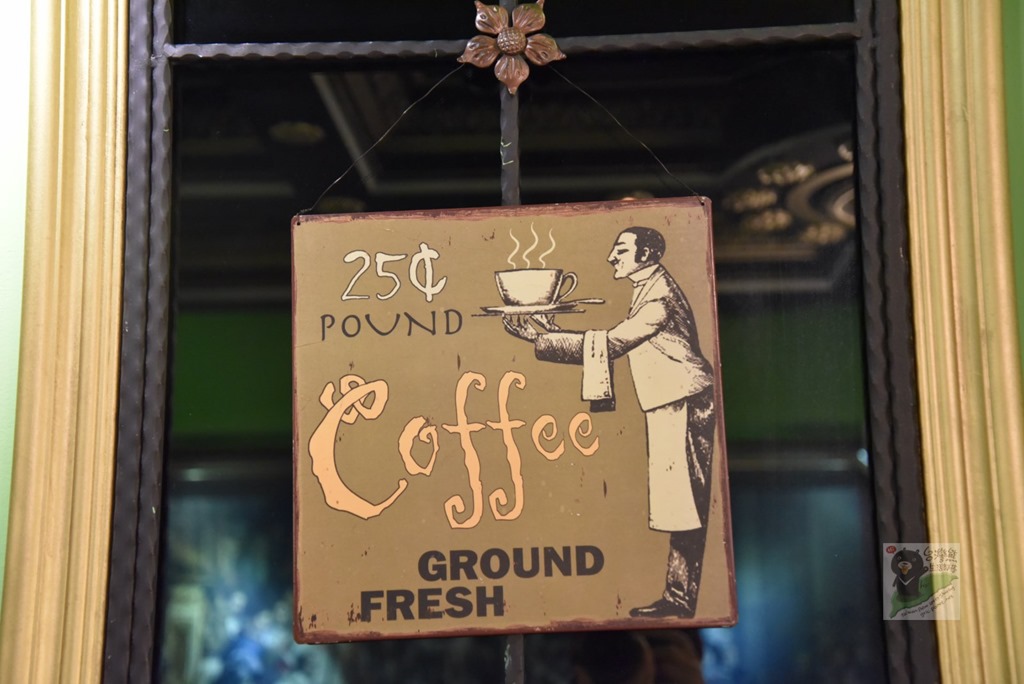 25¢
POUND
Coffee
GROUND
FRESH